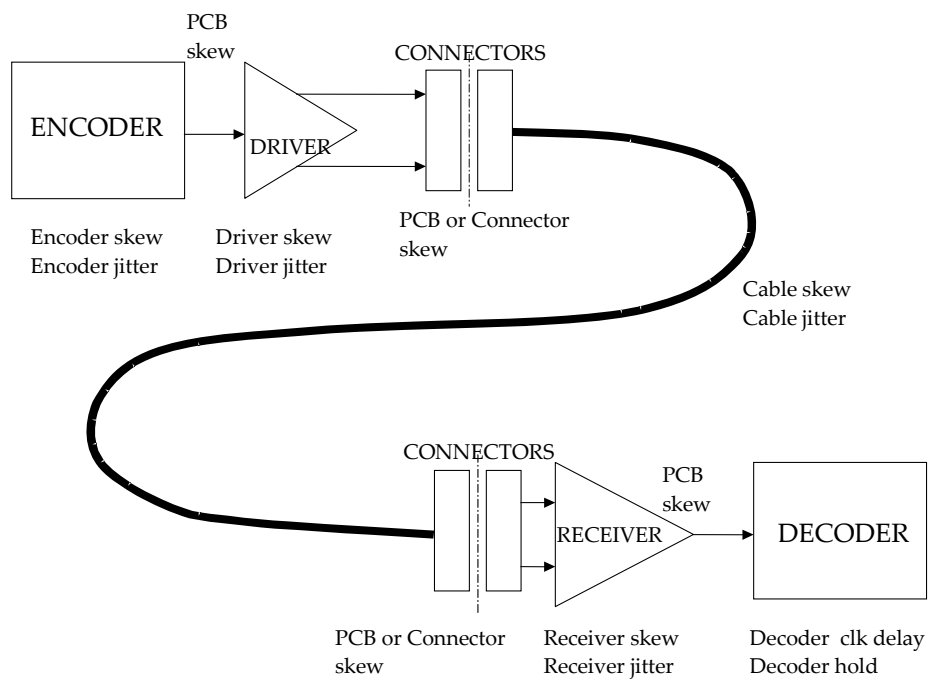 PCB
skew
CONNECTORS
ENCODER
DRIVER
PCB or Connector
skew
Encoder skew
Encoder jitter
Driver skew
Driver jitter
Cable skew
Cable jitter
CONNECTORS
PCB
skew
RECEIVER
DECODER
PCB or Connector
skew
Receiver skew
Receiver jitter
Decoder clk delay
Decoder hold